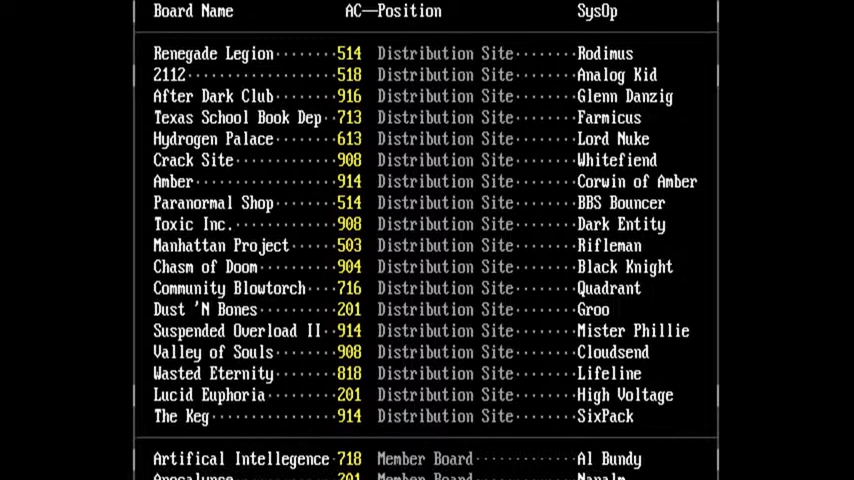 Board Name AC—Position SysOp
Renegade Legion········514 Distribution Site········Rodimus
2112···················518 Distribution Site········Analog Kid
After Dark Club········916 Distribution Site········Glenn Danzig
Texas School Book Dep··713 Distribution Site········Farmicus
Hydrogen Palace········613 Distribution Site········Lord Nuke
Crack Site·············908 Distribution Site········Whitefiend
Amber··················914 Distribution Site········Corwin of Amber
Paranormal Shop········514 Distribution Site········BBS Bouncer
Toxic Inc.·············908 Distribution Site········Dark Entity
Manhattan Project······503 Distribution Site········Rifleman
Chasm of Doom··········904 Distribution Site········Black Knight
Community Blowtorch····716 Distribution Site········Quadrant
Dust 'N Bones··········201 Distribution Site········Groo
Suspended Overload II··914 Distribution Site········Mister Phillie
Valley of Souls········908 Distribution Site········Cloudsend
Wasted Eternity········818 Distribution Site········Lifeline
Lucid Euphoria·········201 Distribution Site········High Voltage
The Keg················914 Distribution Site········SixPack
Artifical Intellegence·718 Member Board·············Al Bundy
Apocalypse·············201 Member Board·············Napalm